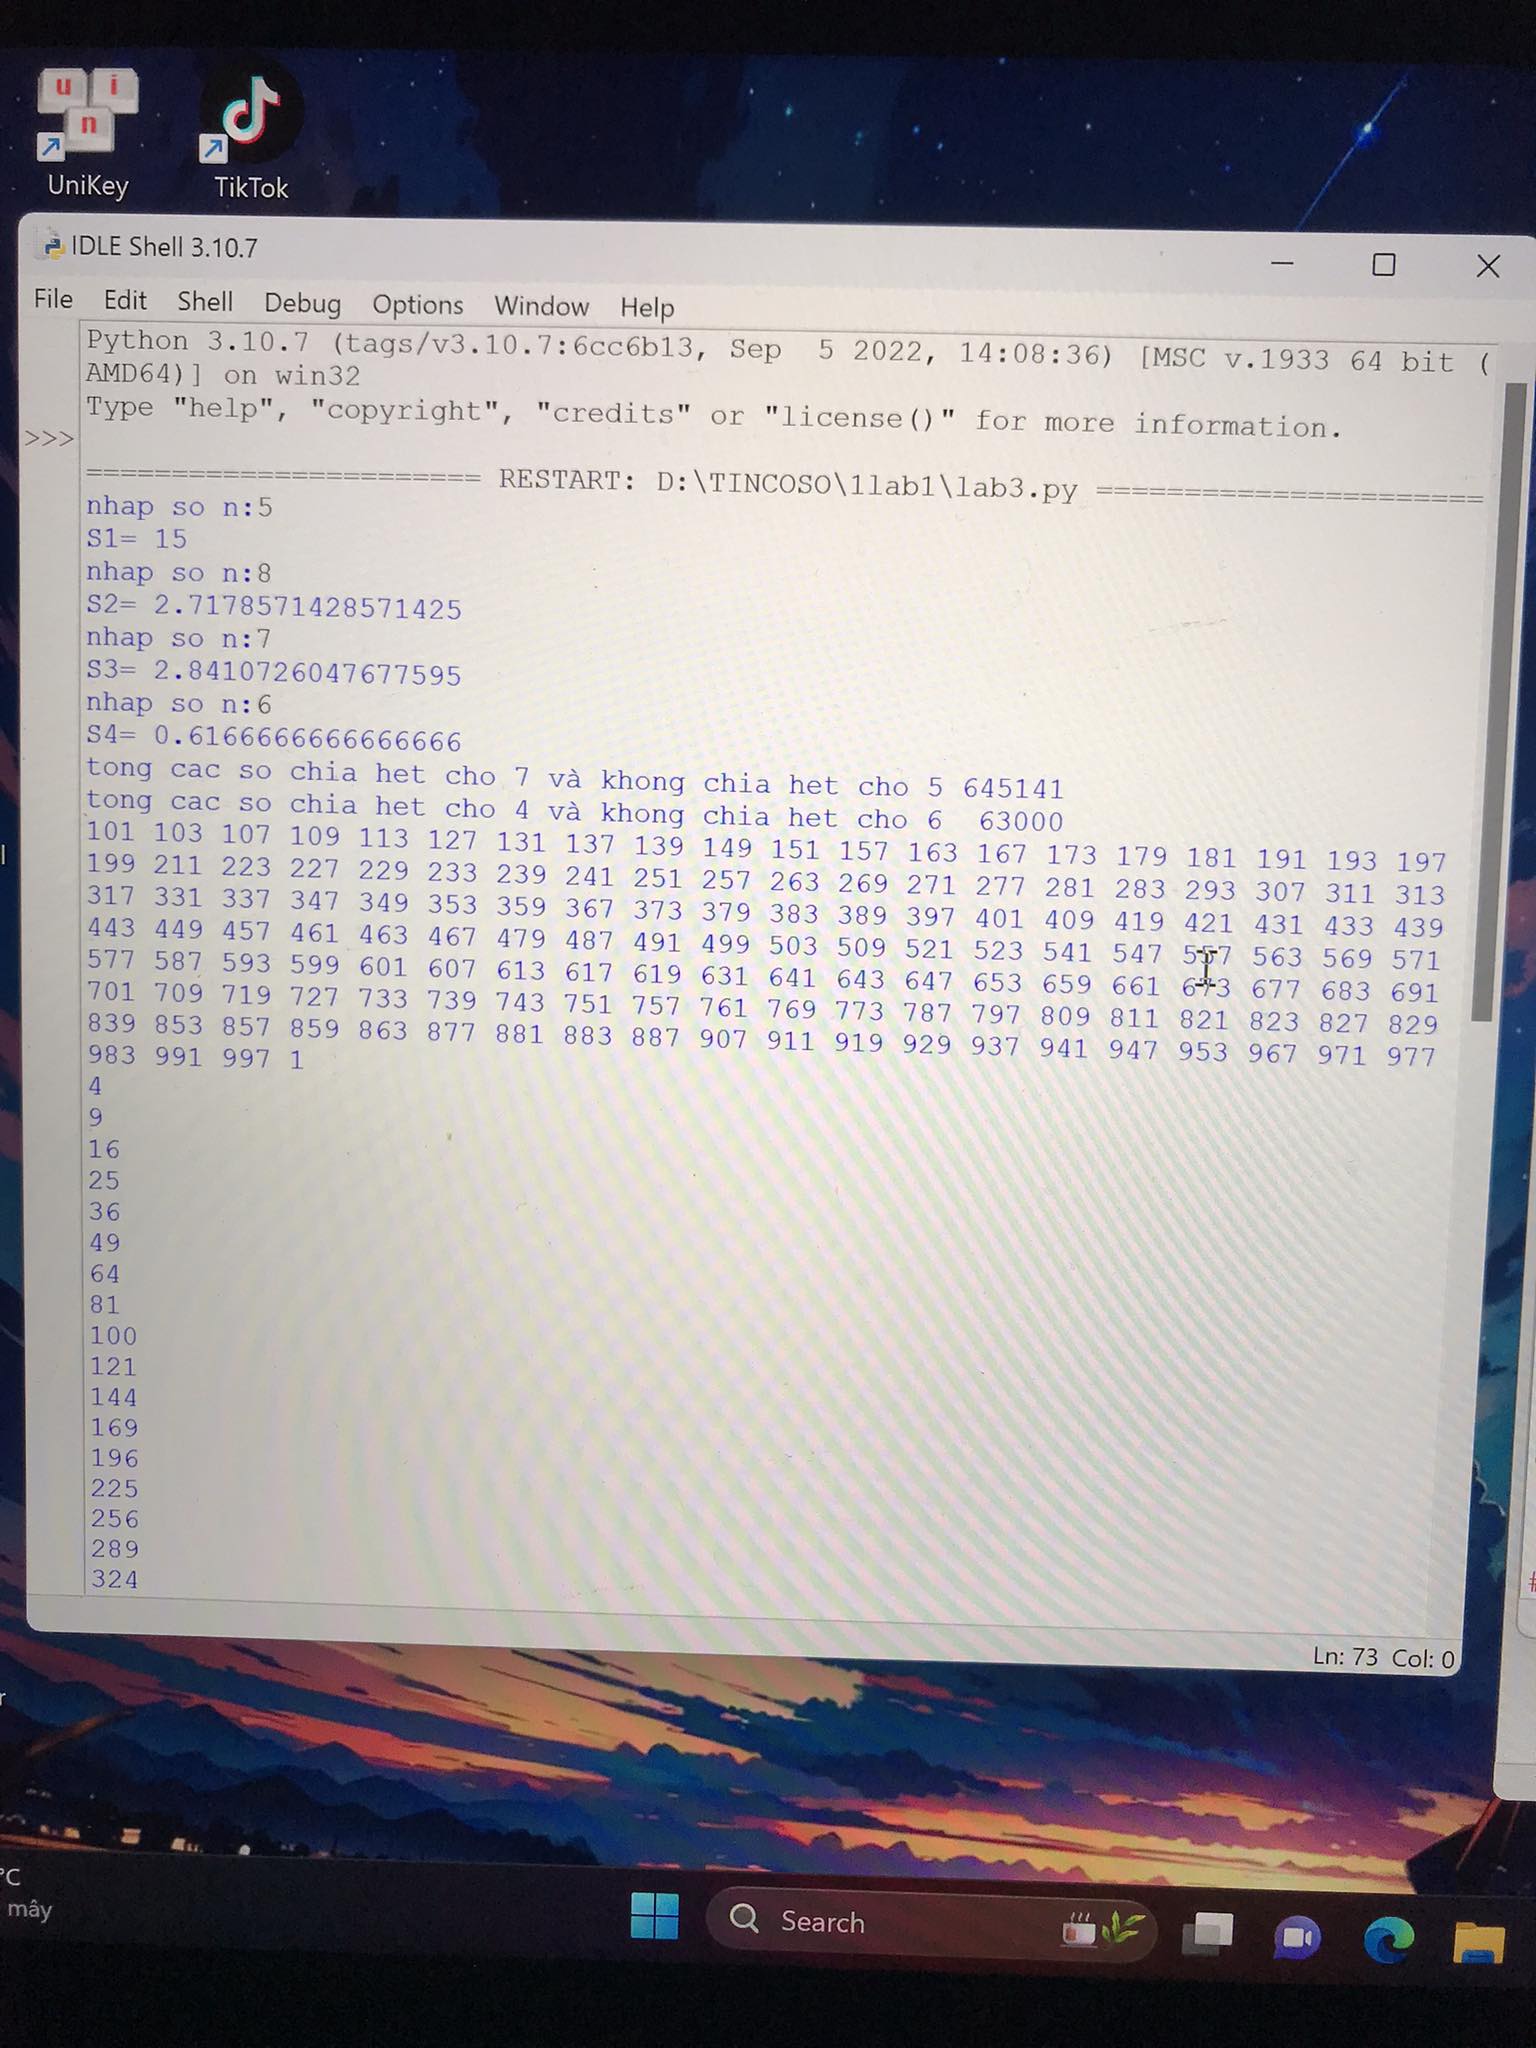 u i n
UniKey
TikTok
IDLE Shell 3.10.7
File Edit Shell Debug Options Window Help
Python 3.10.7 (tags/v3.10.7:6cc6b13, Sep  5 2022, 14:08:36) [MSC v.1933 64 bit (
AMD64)] on win32
Type "help", "copyright", "credits" or "license()" for more information.
>>>
======================= RESTART: D:\TINCOSO\1lab1\lab3.py =======================
nhap so n:5
S1= 15
nhap so n:8
S2= 2.7178571428571425
nhap so n:7
S3= 2.8410726047677595
nhap so n:6
S4= 0.6166666666666666
tong cac so chia het cho 7 và khong chia het cho 5 645141
tong cac so chia het cho 4 và khong chia het cho 6  63000
101 103 107 109 113 127 131 137 139 149 151 157 163 167 173 179 181 191 193 197
199 211 223 227 229 233 239 241 251 257 263 269 271 277 281 283 293 307 311 313
317 331 337 347 349 353 359 367 373 379 383 389 397 401 409 419 421 431 433 439
443 449 457 461 463 467 479 487 491 499 503 509 521 523 541 547 557 563 569 571
577 587 593 599 601 607 613 617 619 631 641 643 647 653 659 661 673 677 683 691
701 709 719 727 733 739 743 751 757 761 769 773 787 797 809 811 821 823 827 829
839 853 857 859 863 877 881 883 887 907 911 919 929 937 941 947 953 967 971 977
983 991 997 1
4
9
16
25
36
49
64
81
100
121
144
169
196
225
256
289
324
#
Ln: 73 Col: 0
°C
mây
Search